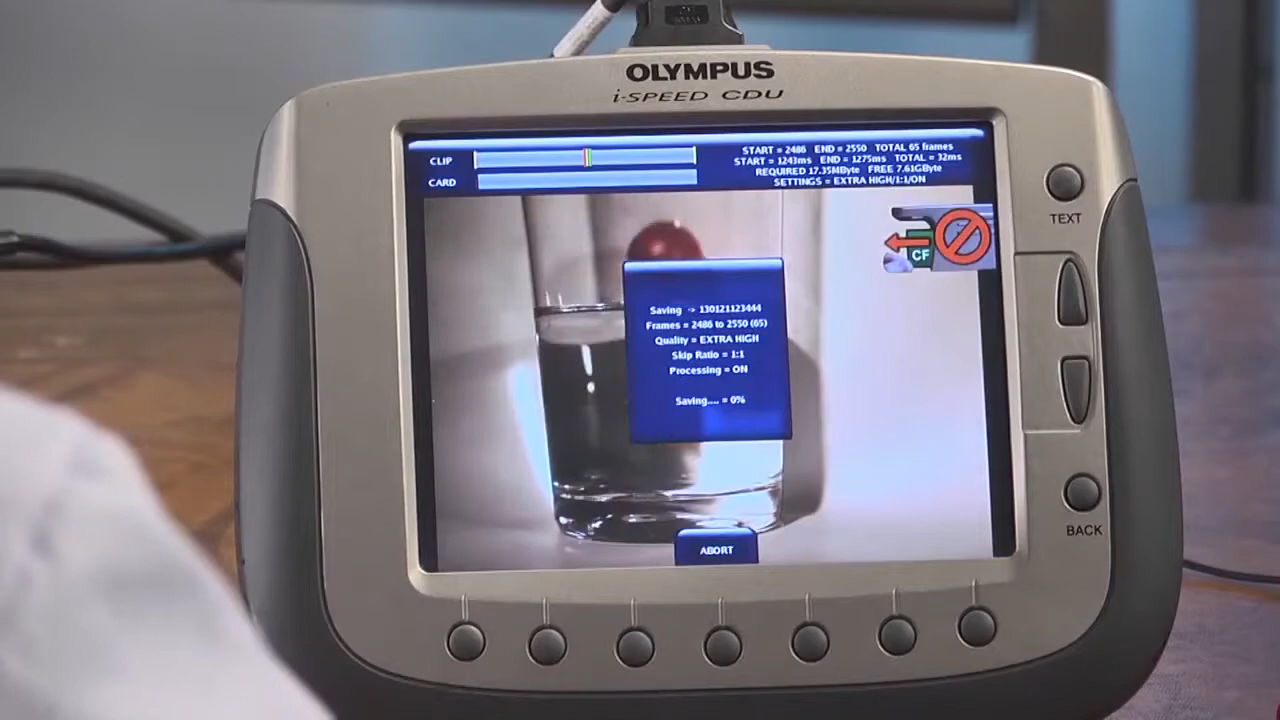 OLYMPUS
i-SPEED CDU
CLIP
CARD
START = 2486 END = 2550 TOTAL 65 frames
START = 1243ms END = 1275ms TOTAL = 32ms
REQUIRED 17.35MByte FREE 7.61GByte
SETTINGS = EXTRA HIGH/1:1/ON
CF
TEXT
Saving -> 130121123444
Frames = 2486 to 2550 (65)
Quality = EXTRA HIGH
Skip Ratio = 1:1
Processing = ON
Saving.... = 0%
BACK
ABORT